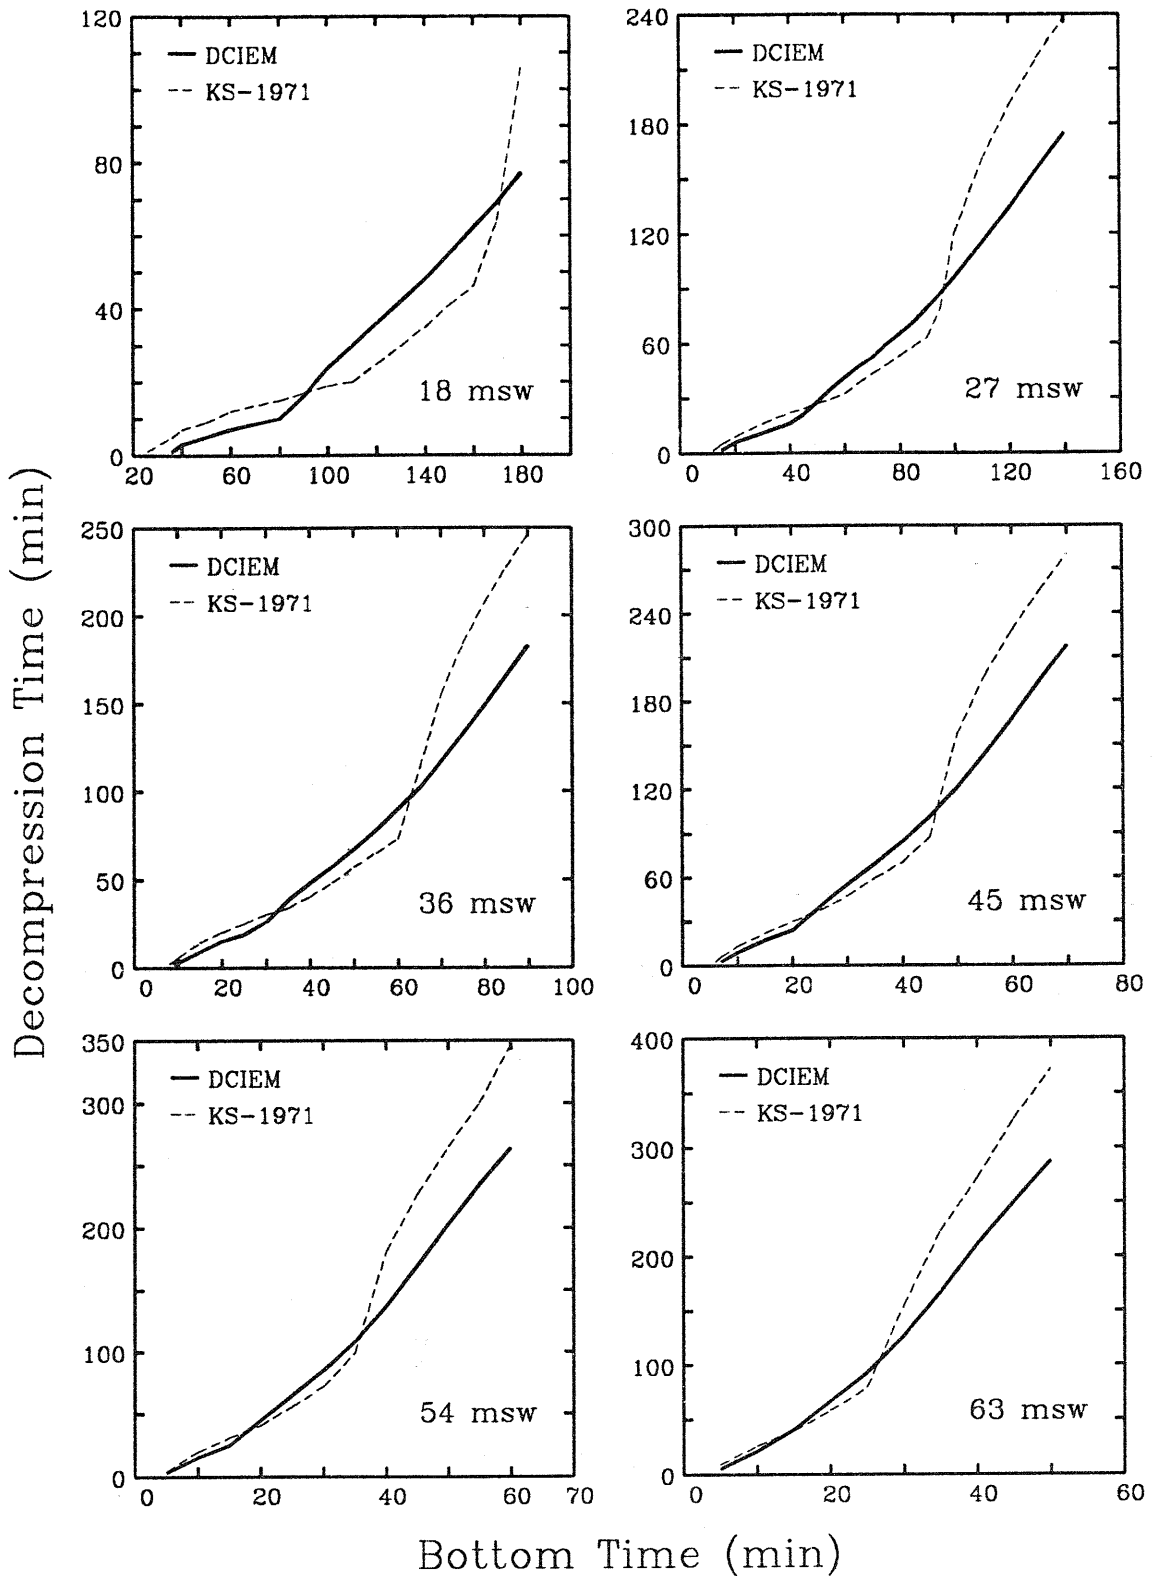 Decompression Time (min)
120
80
40
0
20 60 100 140 180
DCIEM
KS-1971
18 msw
240
180
120
60
0
0 40 80 120 160
DCIEM
KS-1971
27 msw
250
200
150
100
50
0
0 20 40 60 80 100
DCIEM
KS-1971
36 msw
300
240
180
120
60
0
0 20 40 60 80
DCIEM
KS-1971
45 msw
350
300
200
100
0
0 20 40 60 70
DCIEM
KS-1971
54 msw
400
300
200
100
0
0 20 40 60
DCIEM
KS-1971
63 msw
Bottom Time (min)